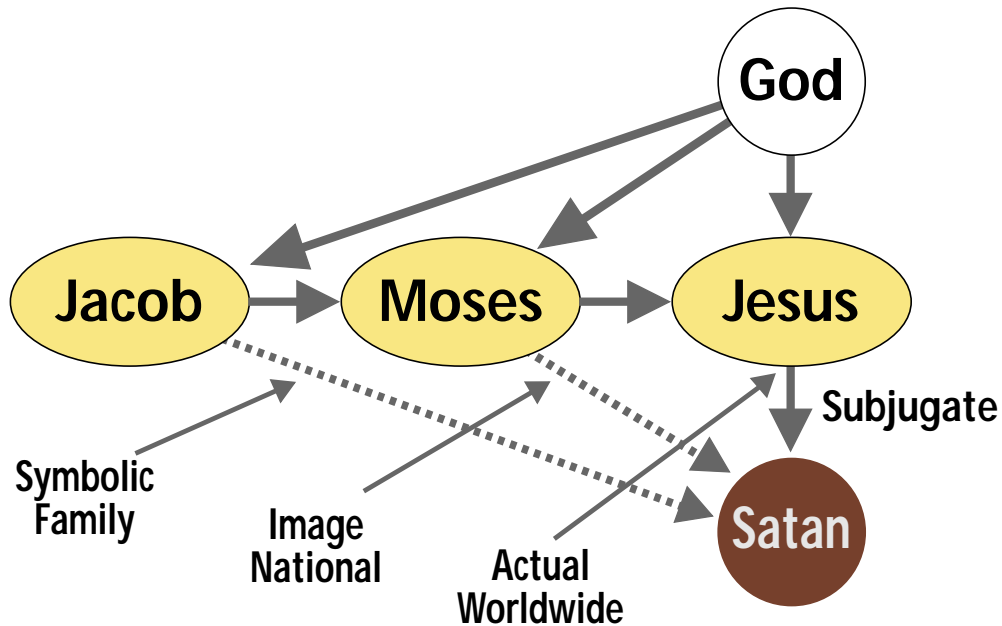 God
Jacob
Moses
Jesus
Subjugate
Symbolic
Family
Image
National
Actual
Worldwide
Satan